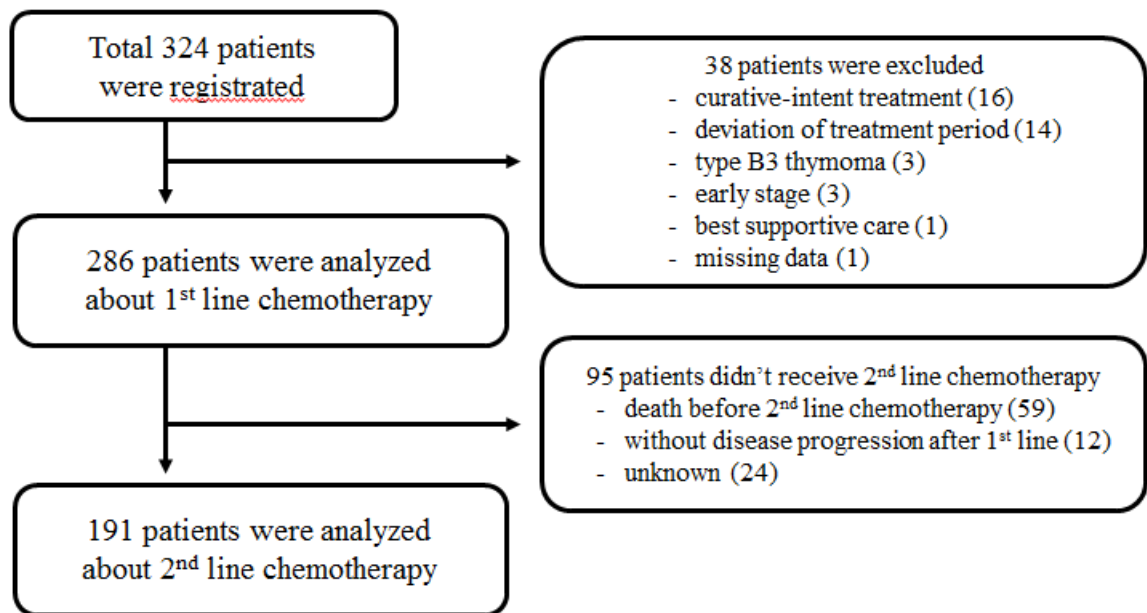 Total 324 patients
were registrated
38 patients were excluded
- curative-intent treatment (16)
- deviation of treatment period (14)
- type B3 thymoma (3)
- early stage (3)
- best supportive care (1)
- missing data (1)
286 patients were analyzed
about 1st line chemotherapy
95 patients didn't receive 2nd line chemotherapy
- death before 2nd line chemotherapy (59)
- without disease progression after 1st line (12)
- unknown (24)
191 patients were analyzed
about 2nd line chemotherapy